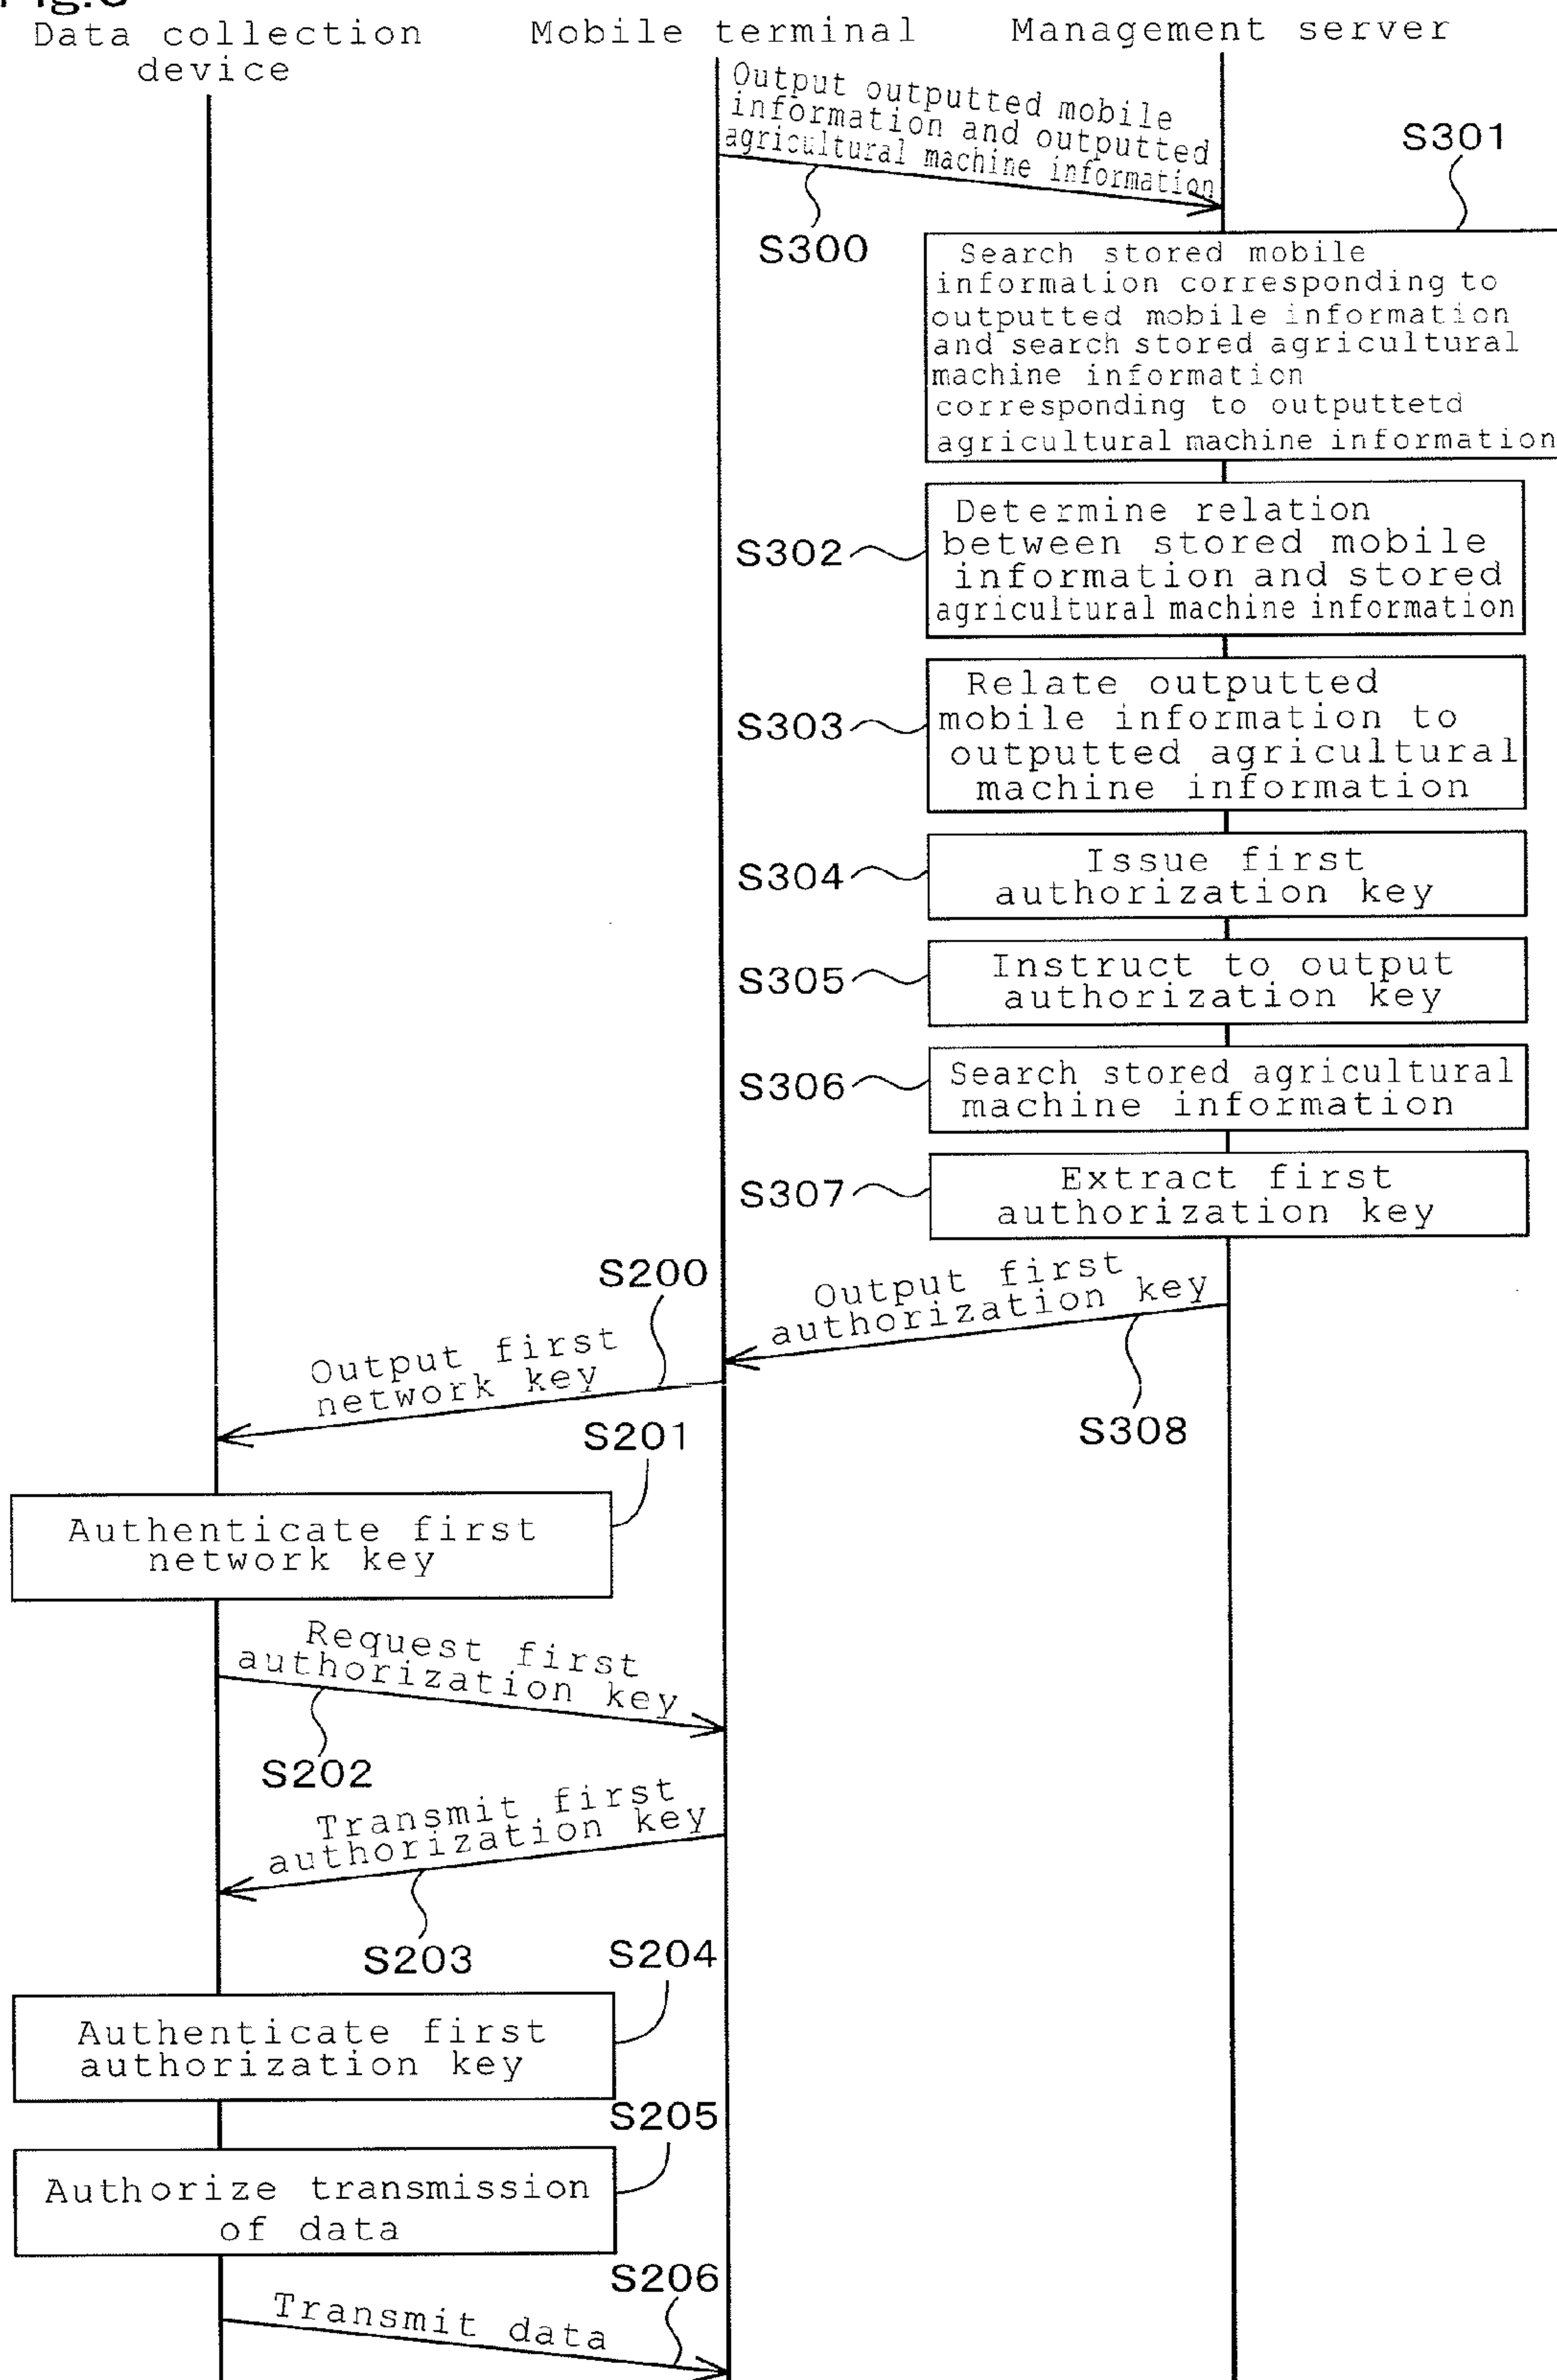 Data collection
device
Mobile terminal
Management server
Output outputted mobile
information and outputted
agricultural machine information
S300
S301
Search stored mobile
information corresponding to
outputted mobile information
and search stored agricultural
machine information
corresponding to outputtetd
agricultural machine information
S302
Determine relation
between stored mobile
information and stored
agricultural machine information
S303
Relate outputted
mobile information to
outputted agricultural
machine information
S304
Issue first
authorization key
S305
Instruct to output
authorization key
S306
Search stored agricultural
machine information
S307
Extract first
authorization key
Output first
authorization key
S308
S200
Output first
network key
S201
Authenticate first
network key
Request first
authorization key
S202
Transmit first
authorization key
S203
S204
Authenticate first
authorization key
S205
Authorize transmission
of data
S206
Transmit data